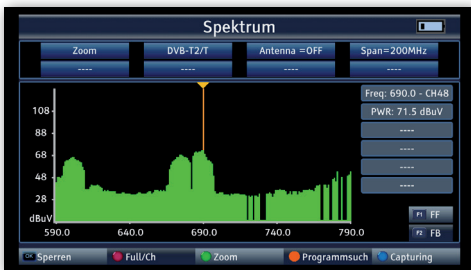 Spektrum
Zoom DVB-T2/T Antenna =OFF Span=200MHz
---- ---- ---- ----
Freq: 690.0 - CH48
PWR: 71.5 dBuV
----
----
----
----
108
88
68
48
28
dBuV
590.0 640.0 690.0 740.0 790.0
F1 FF
F2 FB
OK Sperren Full/Ch Zoom Programmsuch Capturing